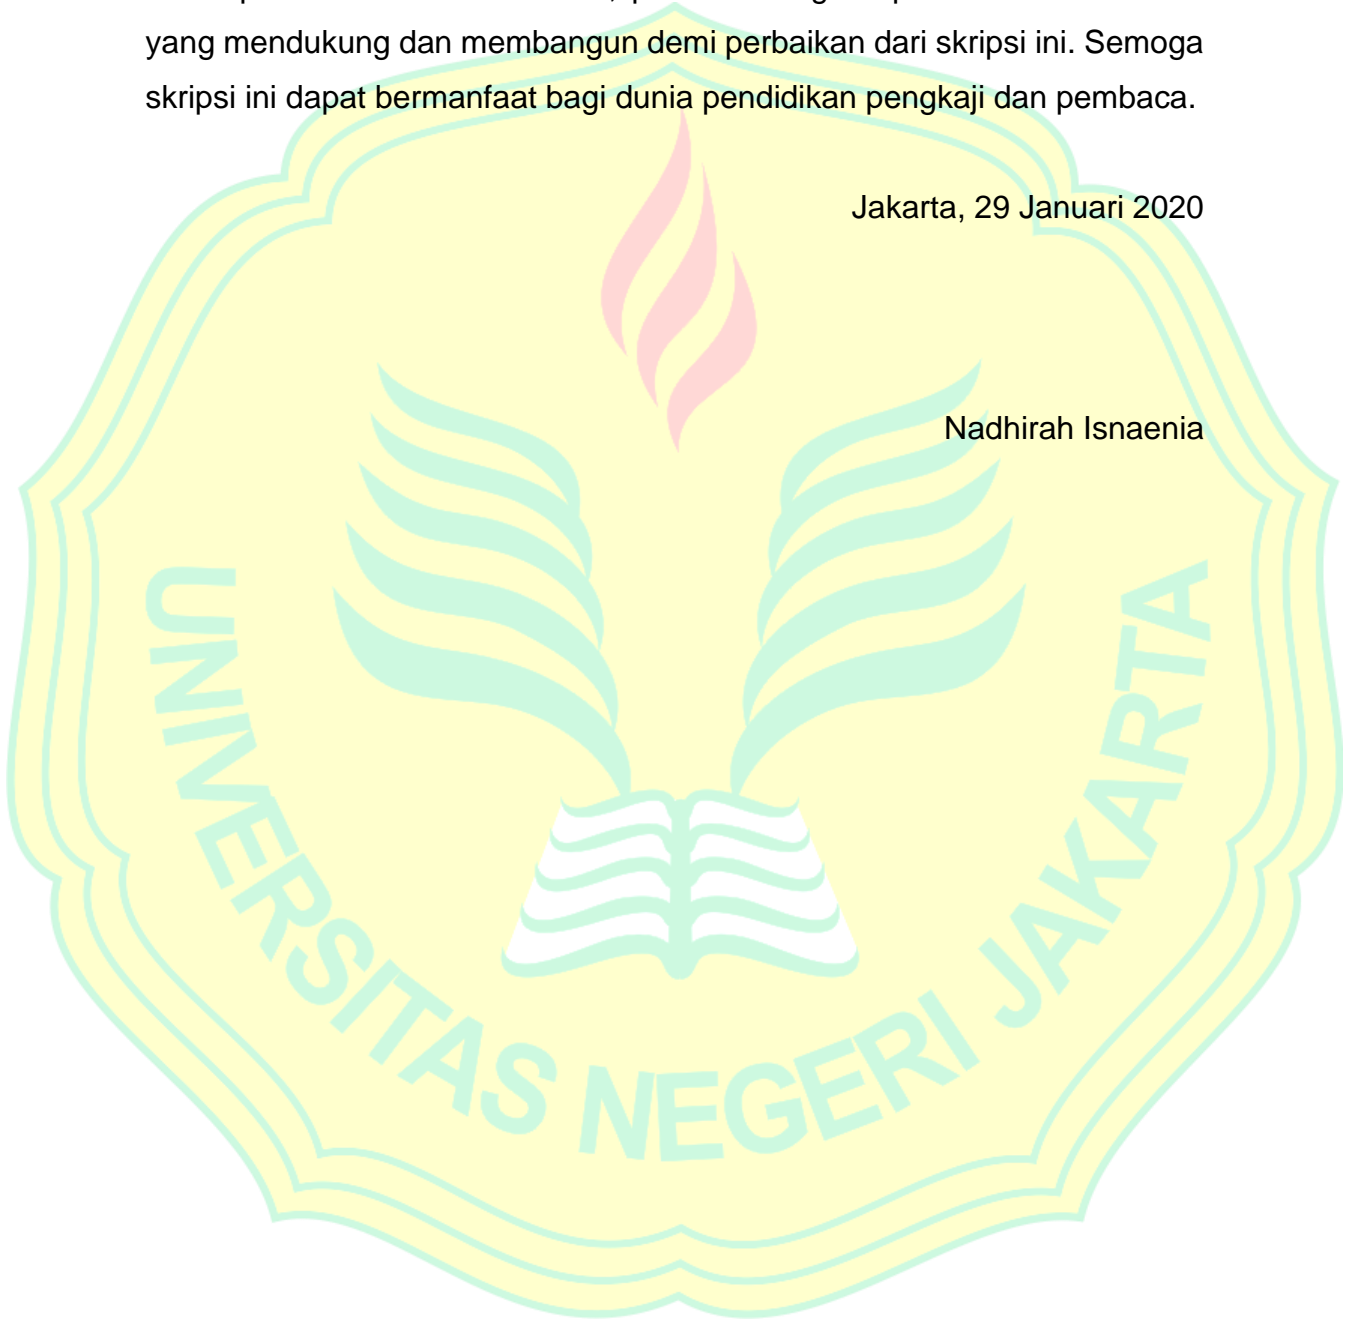 yang mendukung dan membangun demi perbaikan dari skripsi ini. Semoga
skripsi ini dapat bermanfaat bagi dunia pendidikan pengkaji dan pembaca.
Jakarta, 29 Januari 2020
Nadhirah Isnaenia
UNIVERSITAS NEGERI JAKARTA